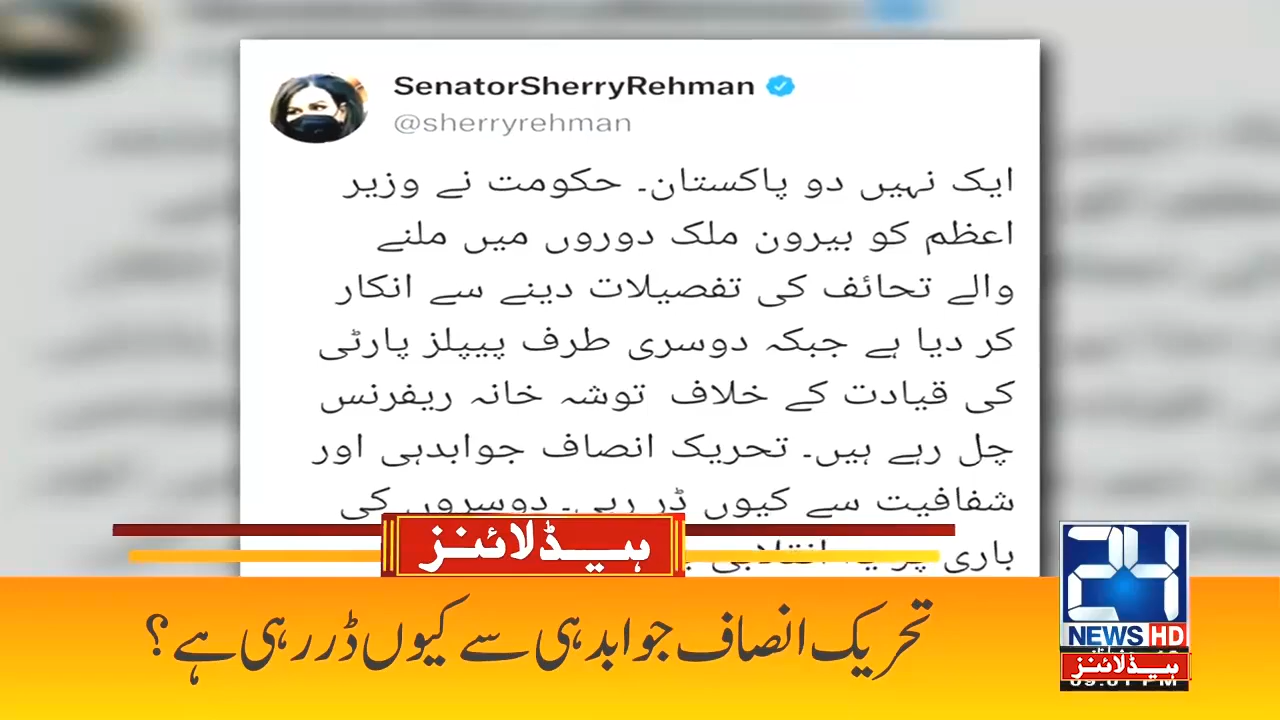 SenatorSherryRehman
@sherryrehman
ایک نہیں دو پاکستان۔ حکومت نے وزیر
اعظم کو بیرون ملک دوروں میں ملنے
والے تحائف کی تفصیلات دینے سے انکار
کر دیا ہے جبکہ دوسری طرف پیپلز پارٹی
کی قیادت کے خلاف توشہ خانہ ریفرنس
چل رہے ہیں۔ تحریک انصاف جوابدہی اور
شفافیت سے کیوں ڈر رہی۔ دوسروں کی
باری پر
ہیڈلائنز
تحریک انصاف جوابدہی سے کیوں ڈر رہی ہے؟
24
NEWS HD
ہیڈلائنز